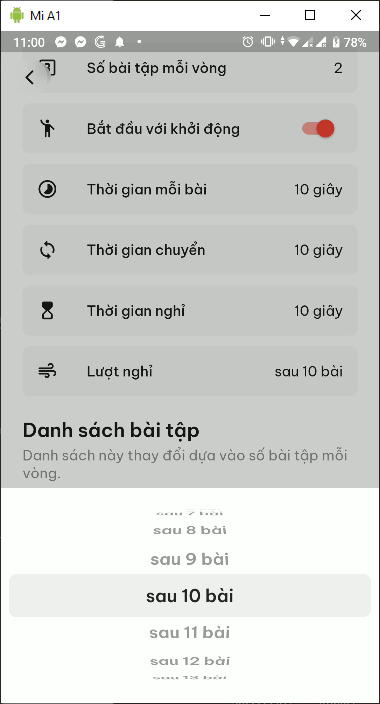 Mi A1
11:00
78%
Số bài tập mỗi vòng
2
Bắt đầu với khởi động
Thời gian mỗi bài
10 giây
Thời gian chuyển
10 giây
Thời gian nghỉ
10 giây
Lượt nghỉ
sau 10 bài
Danh sách bài tập
Danh sách này thay đổi dựa vào số bài tập mỗi
vòng.
sau 7 bài
sau 8 bài
sau 9 bài
sau 10 bài
sau 11 bài
sau 12 bài
sau 13 bài